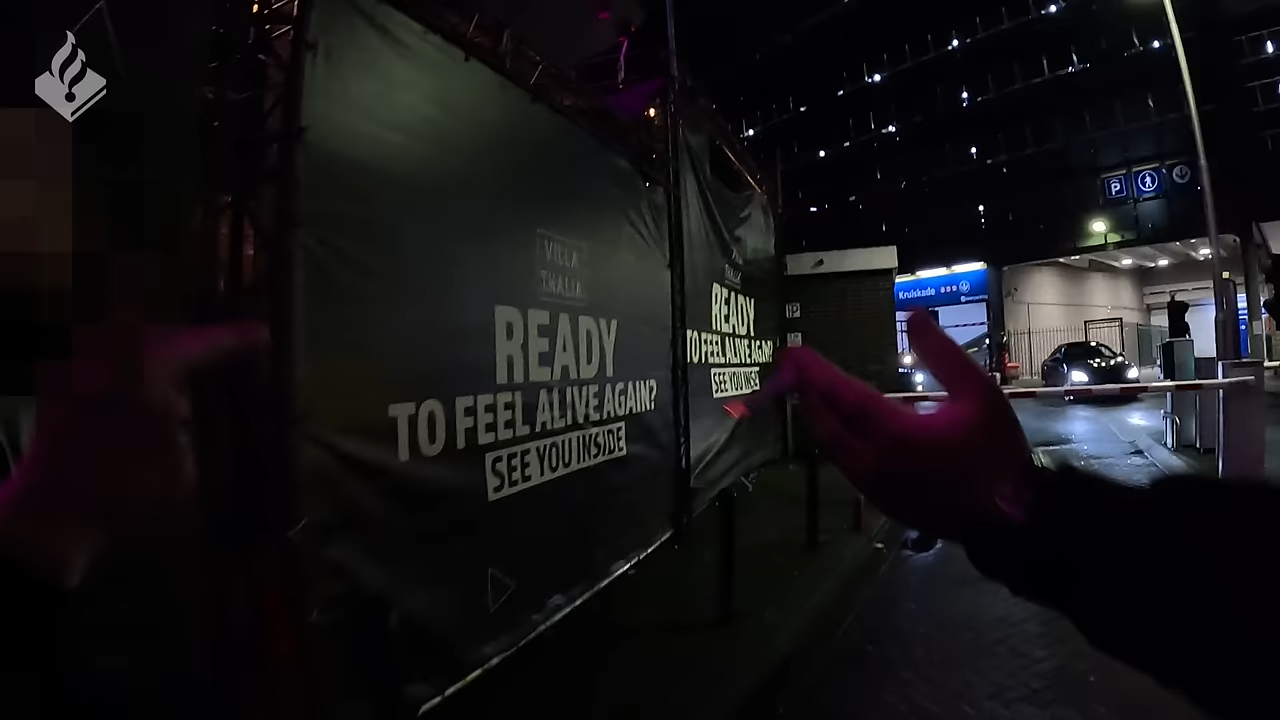 VILLA
THALIA
READY
TO FEEL ALIVE AGAIN?
SEE YOU INSIDE
READY
TO FEEL ALIVE AGAIN?
SEE YOU INSIDE
P
Kruiskade
P